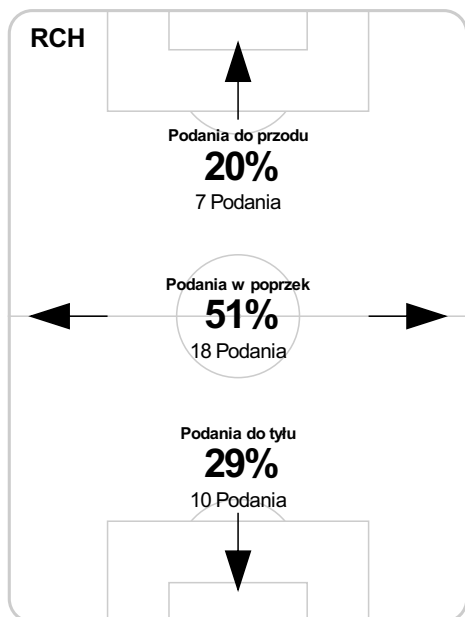 RCH
Podania do przodu
20%
7 Podania
Podania w poprzek
51%
18 Podania
Podania do tyłu
29%
10 Podania